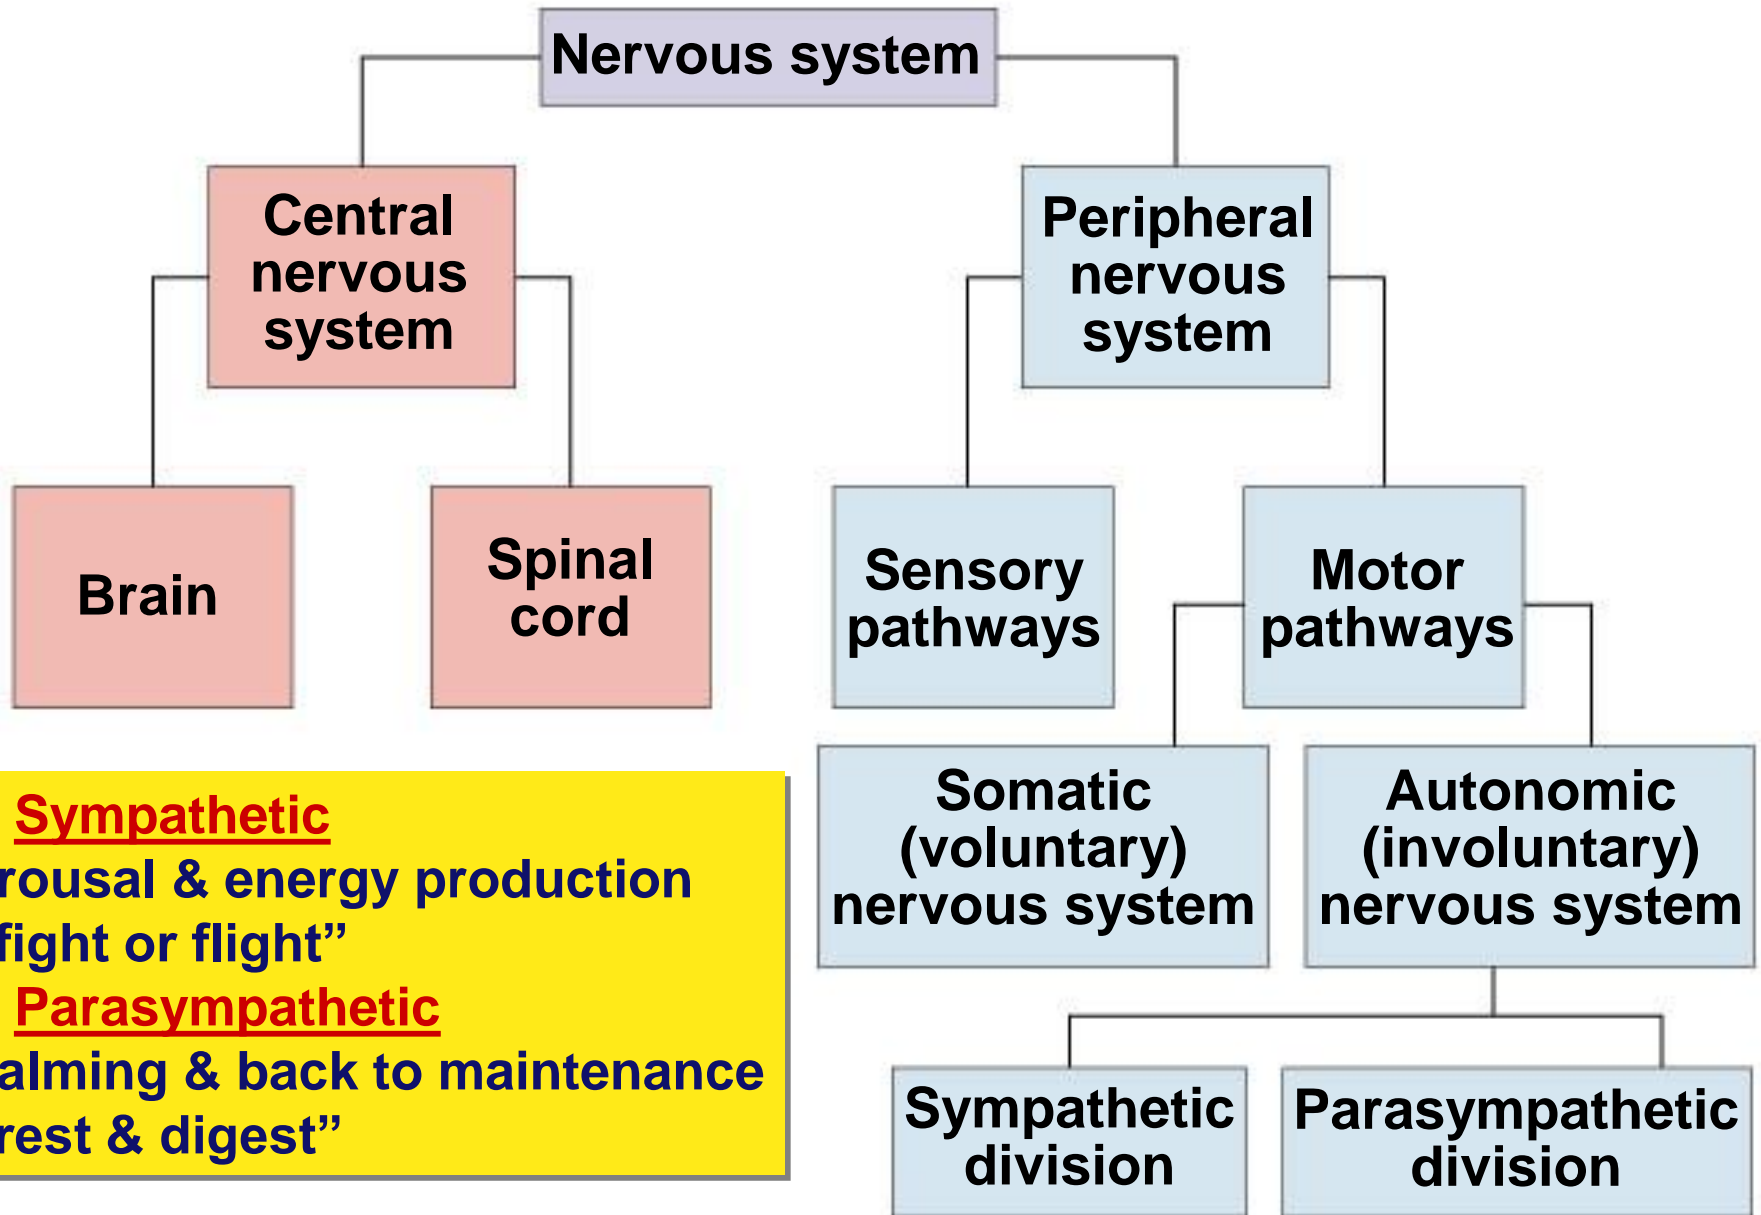 Nervous system
Central
nervous
system
Peripheral
nervous
system
Brain
Spinal
cord
Sensory
pathways
Motor
pathways
Somatic
(voluntary)
nervous system
Autonomic
(involuntary)
nervous system
Sympathetic
division
Parasympathetic
division
Sympathetic
rousal & energy production
fight or flight”
Parasympathetic
alming & back to maintenance
rest & digest”